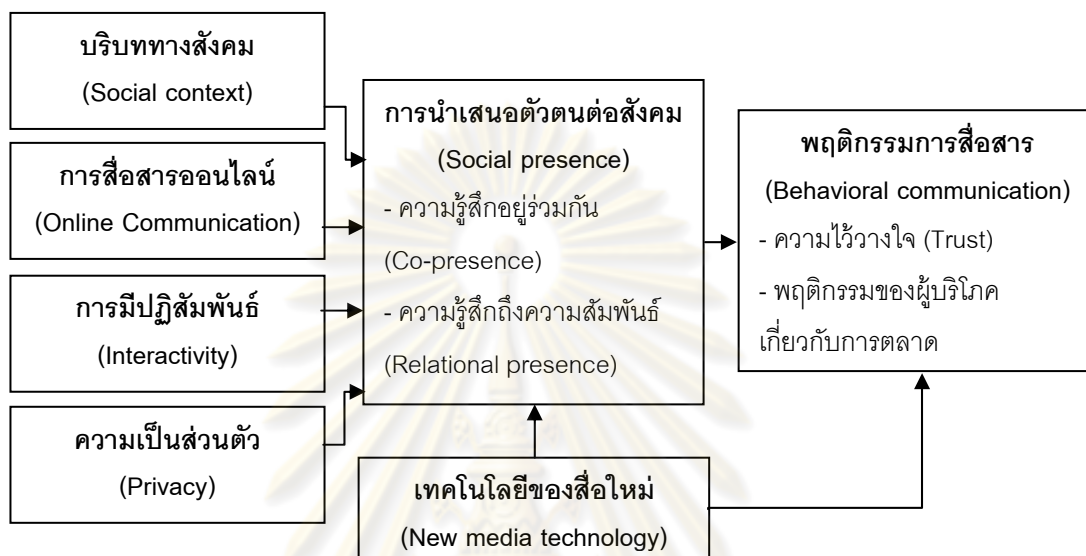 บริบททางสังคม
(Social context)
การสื่อสารออนไลน์
(Online Communication)
การมีปฏิสัมพันธ์
(Interactivity)
ความเป็นส่วนตัว
(Privacy)
การนำเสนอตัวตนต่อสังคม
(Social presence)
- ความรู้สึกอยู่ร่วมกัน
(Co-presence)
- ความรู้สึกถึงความสัมพันธ์
(Relational presence)
เทคโนโลยีของสื่อใหม่
(New media technology)
พฤติกรรมการสื่อสาร
(Behavioral communication)
- ความไว้วางใจ (Trust)
- พฤติกรรมของผู้บริโภค
เกี่ยวกับการตลาด